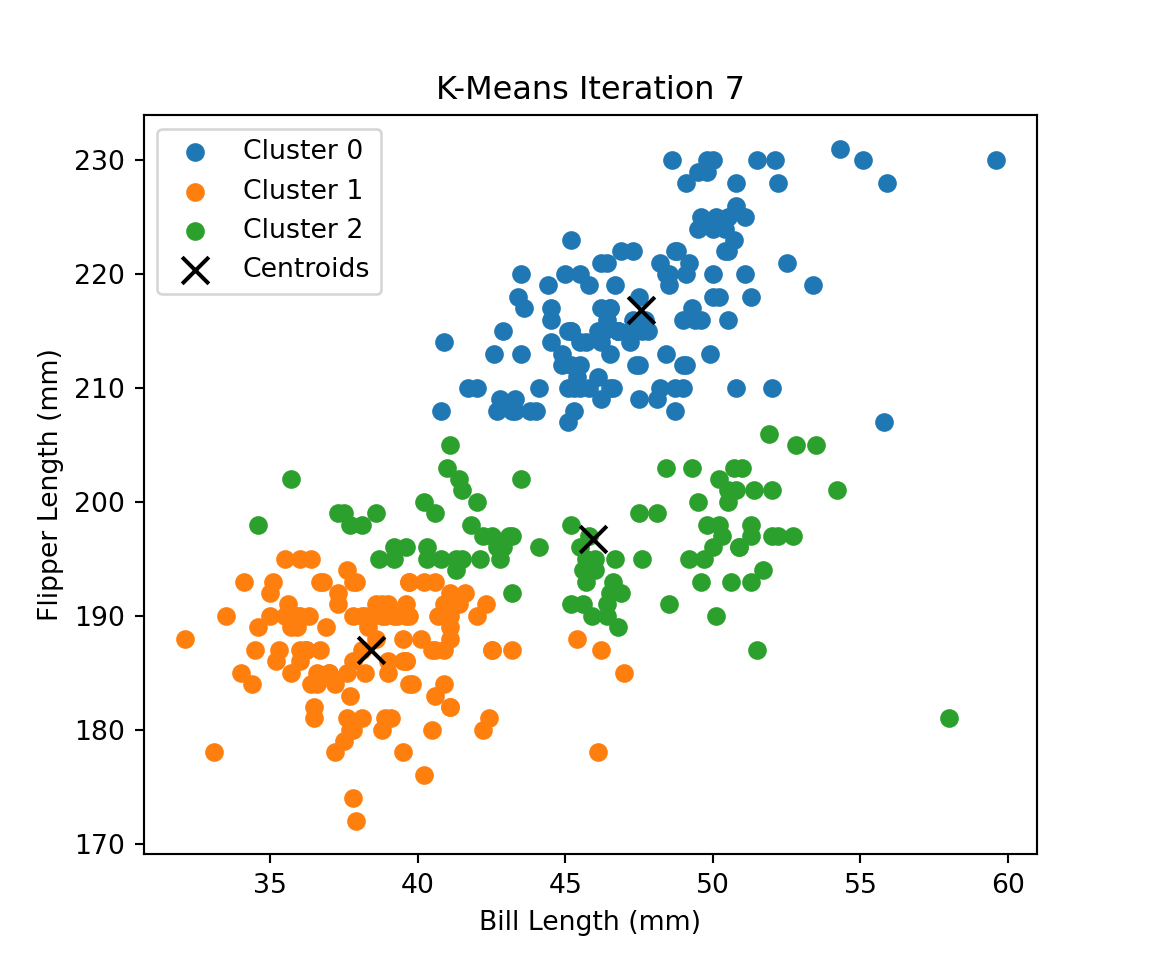 K-Means Iteration 7
Cluster 0
Cluster 1
Cluster 2
Centroids
Flipper Length (mm)
230
220
210
200
190
180
170
35 40 45 50 55 60
Bill Length (mm)